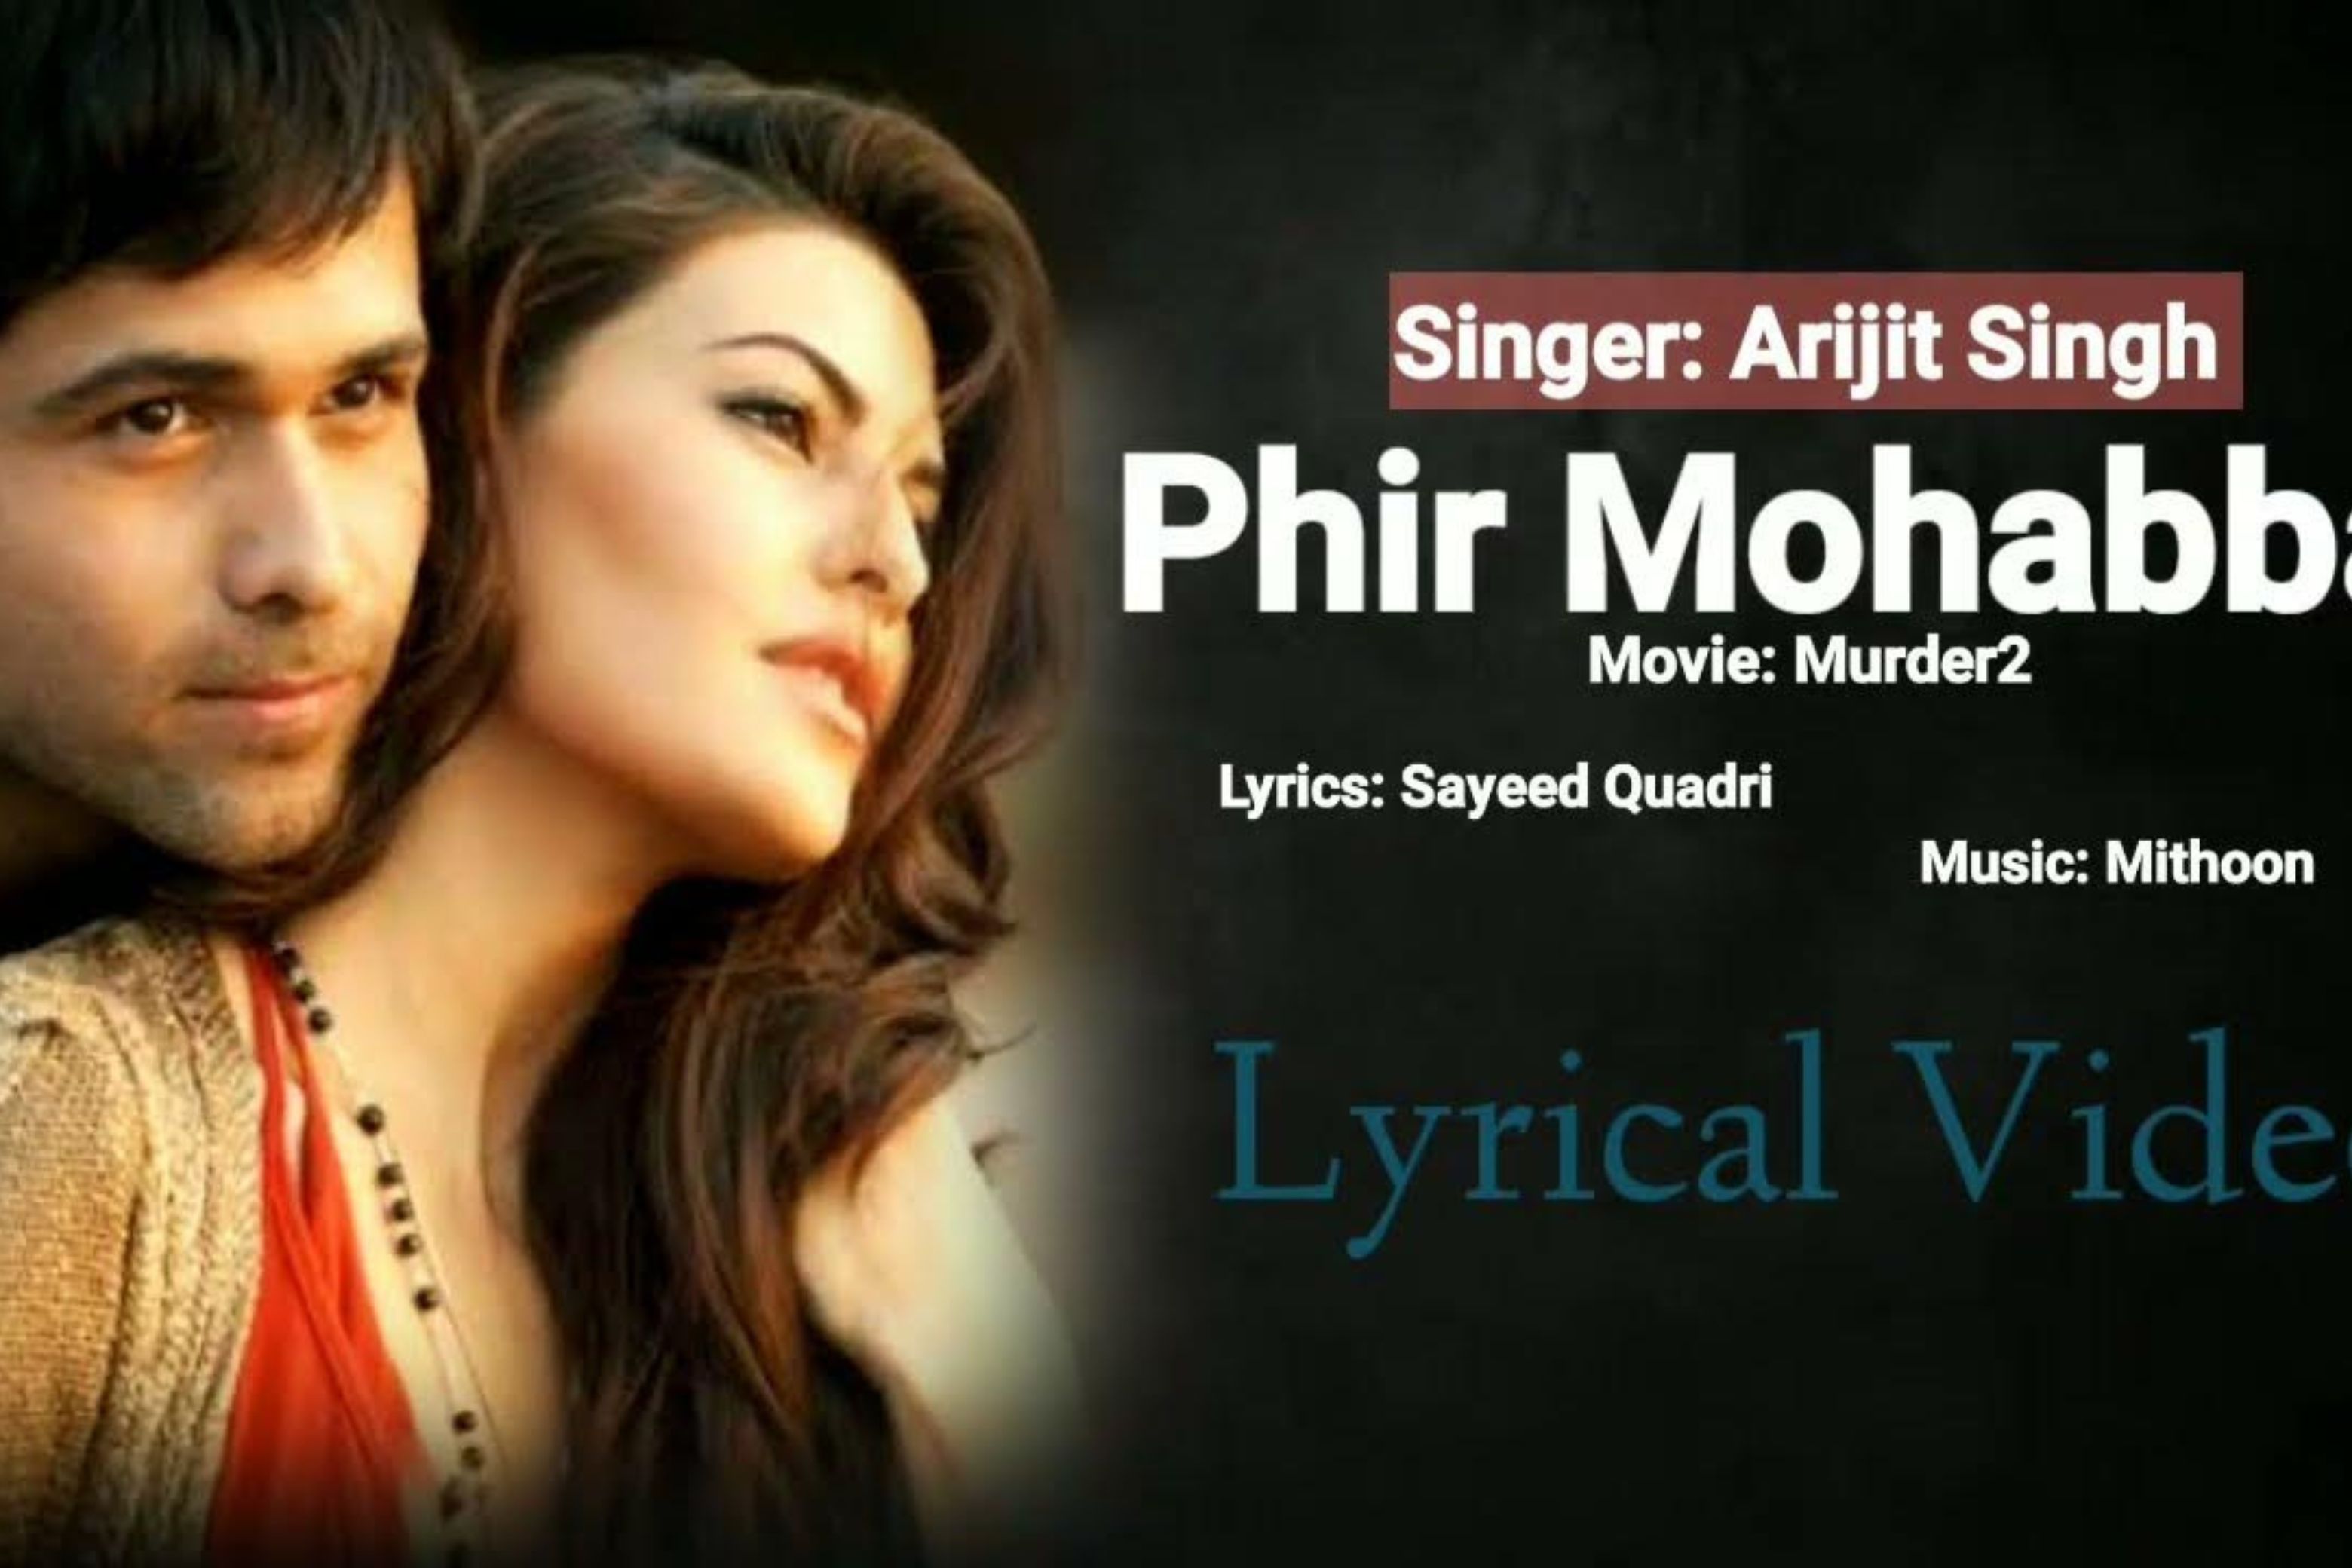 Singer: Arijit Singh
Phir Mohabba
Movie: Murder2
Lyrics: Sayeed Quadri
Music: Mithoon
Lyrical Vide